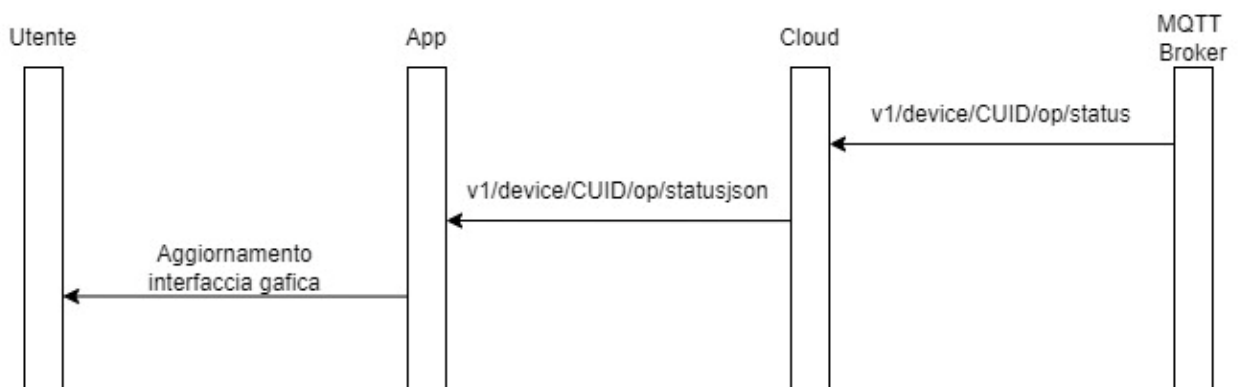 Utente
App
Cloud
MQTT
Broker
v1/device/CUID/op/status
v1/device/CUID/op/statusjson
Aggiornamento
interfaccia gafica